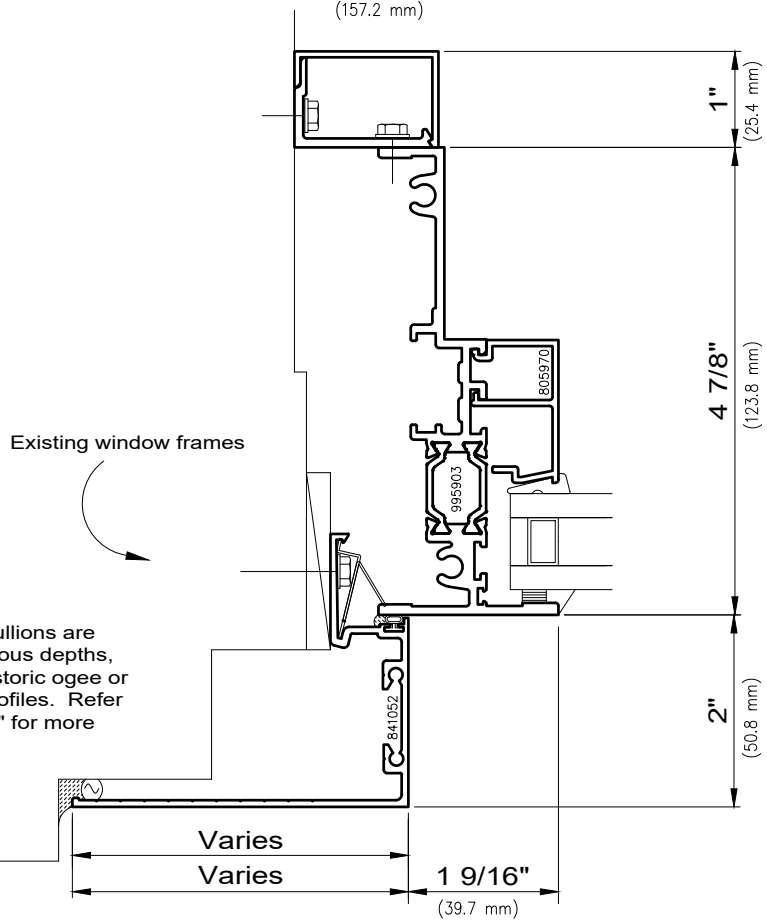 (157.2 mm)
1"
(25.4 mm)
4 7/8"
(123.8 mm)
805970
Existing window frames
995903
ullions are
ous depths,
storic ogee or
ofiles. Refer
" for more
841052
2"
(50.8 mm)
Varies
Varies
1 9/16"
(39.7 mm)